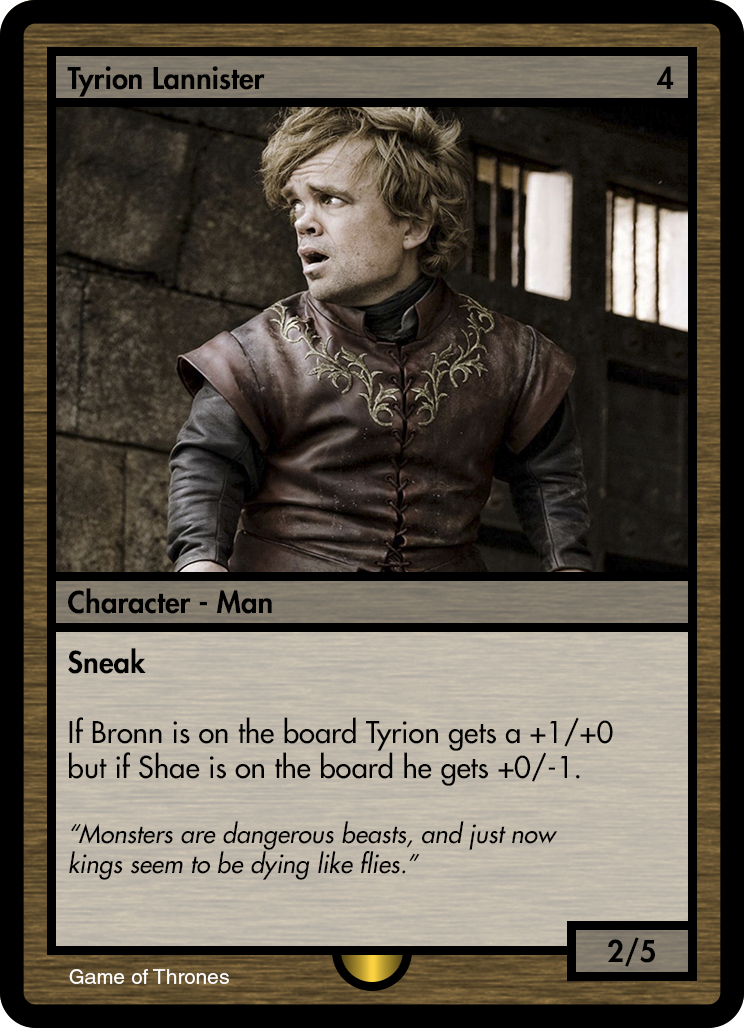 Tyrion Lannister 4
Character - Man
Sneak
If Bronn is on the board Tyrion gets a +1/+0
but if Shae is on the board he gets +0/-1.
“Monsters are dangerous beasts, and just now
kings seem to be dying like flies.”
2/5
Game of Thrones